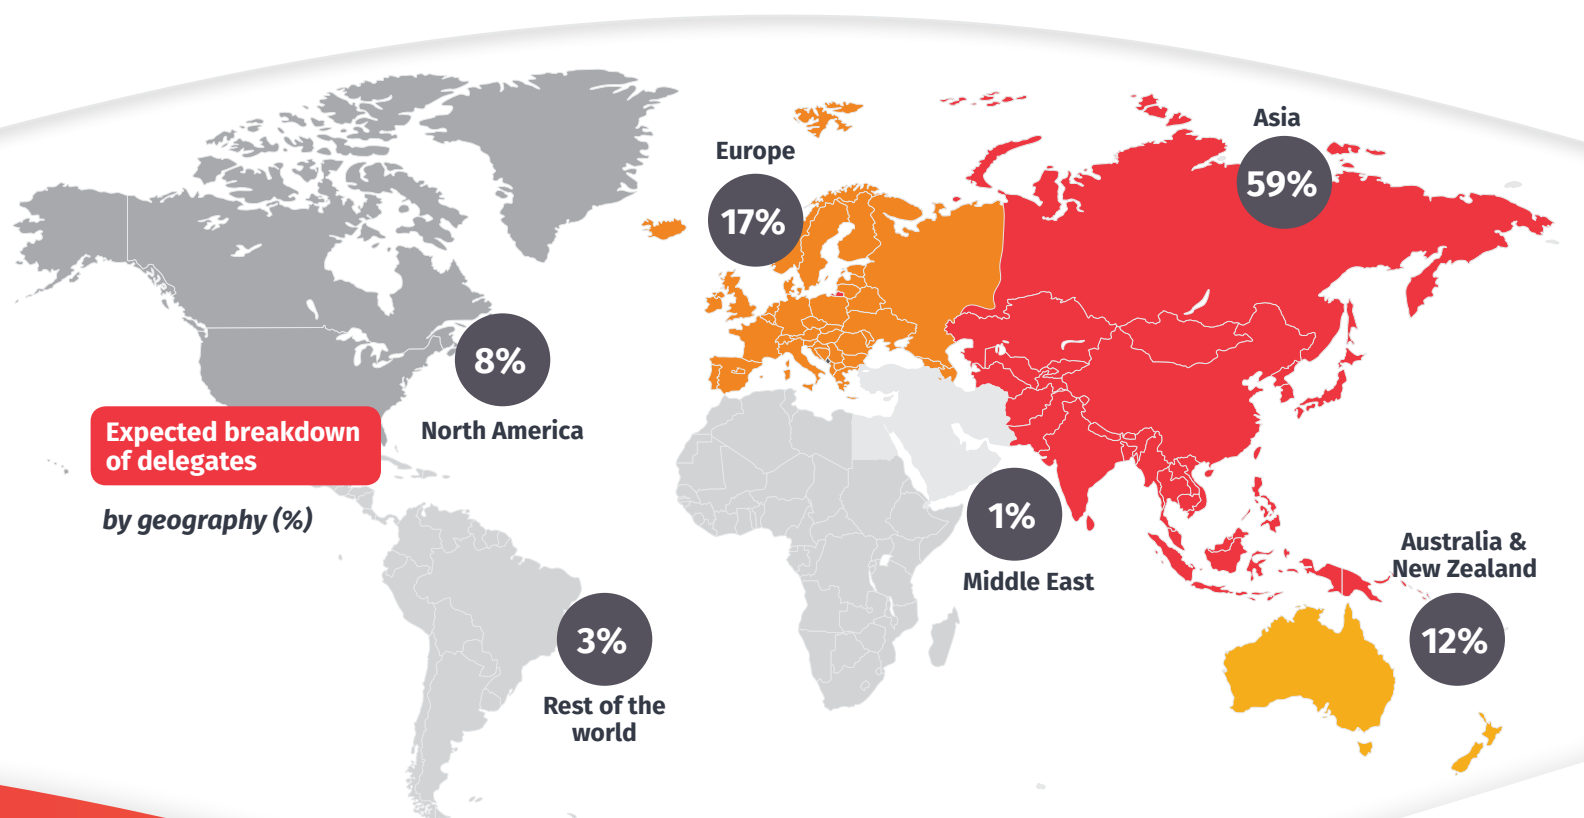 Asia
59%
Europe
17%
8%
North America
Expected breakdown
of delegates
by geography (%)
1%
Middle East
Australia &
New Zealand
12%
3%
Rest of the
world